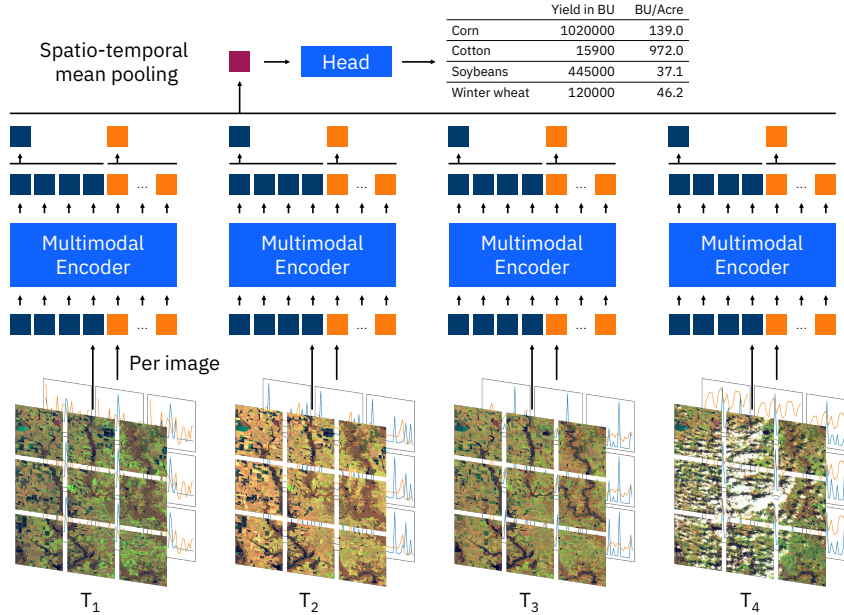 Yield in BU BU/Acre
Corn 1020000 139.0
Cotton 15900 972.0
Soybeans 445000 37.1
Winter wheat 120000 46.2
Spatio-temporal
mean pooling
Head
... ... ... ...
Multimodal Multimodal Multimodal Multimodal
Encoder Encoder Encoder Encoder
... ... ... ...
Per image
T1 T2 T3 T4